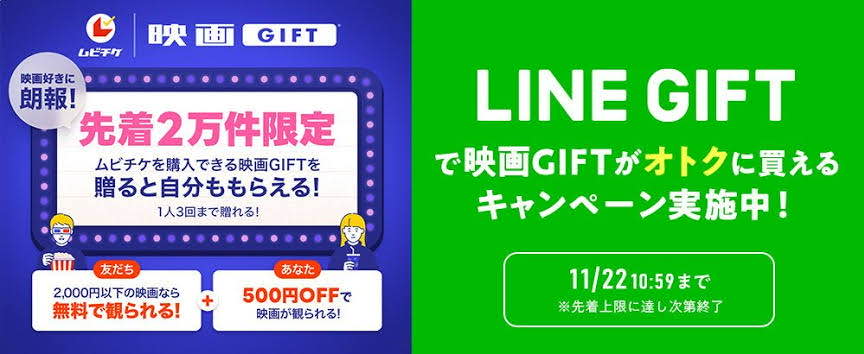 ムビチケ
映画 GIFT
映画好きに
朗報!
先着2万件限定
ムビチケを購入できる映画GIFTを
贈ると自分ももらえる!
1人3回まで贈れる!
友だち
2,000円以下の映画なら
無料で観られる!
+
あなた
500円OFFで
映画が観られる!
LINE GIFT
で映画GIFTがオトクに買える
キャンペーン実施中!
11/22 10:59まで
※先着上限に達し次第終了